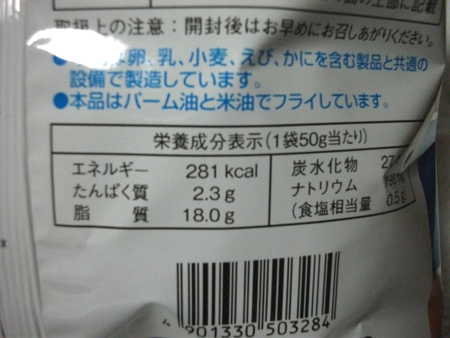 取扱上の注意：開封後はお早めにお召しあがりください。
は卵、乳、小麦、えび、かにを含む製品と共通の
設備で製造しています。
●本品はパーム油と米油でフライしています。
栄養成分表示（1袋50g当たり）
エネルギー 281 kcal 炭水化物
たんぱく質 2.3 g ナトリウム
脂 質 18.0 g （食塩相当量 0.5g
4 901330 503284